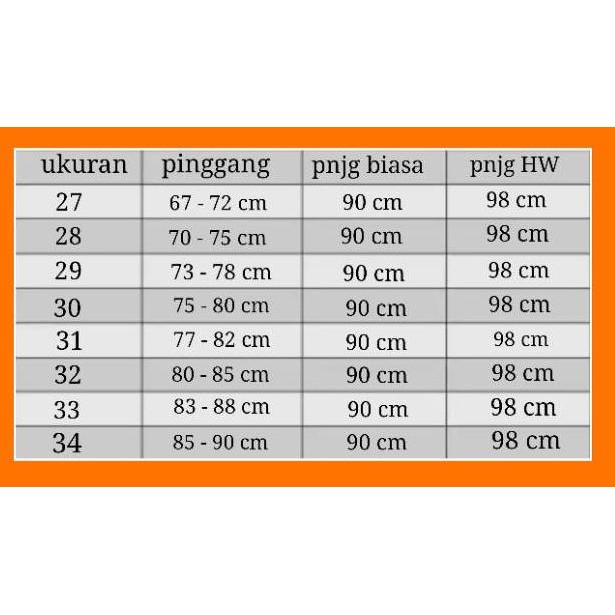 ukuran pinggang pnjg biasa pnjg HW
27 67 - 72 cm 90 cm 98 cm
28 70 - 75 cm 90 cm 98 cm
29 73 - 78 cm 90 cm 98 cm
30 75 - 80 cm 90 cm 98 cm
31 77 - 82 cm 90 cm 98 cm
32 80 - 85 cm 90 cm 98 cm
33 83 - 88 cm 90 cm 98 cm
34 85 - 90 cm 90 cm 98 cm